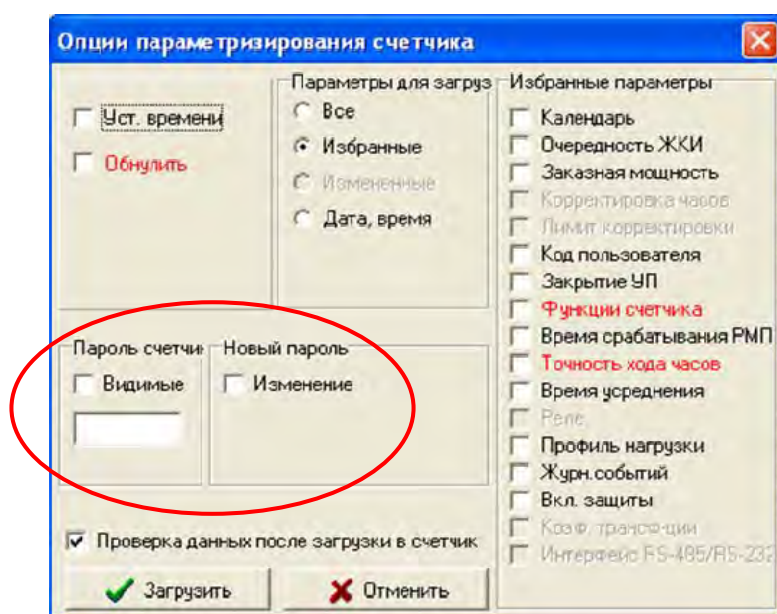 Опции параметризирования счетчика
Уст. времени
Обнулить
Параметры для загруз
Все
Избранные
Измененные
Дата, время
Избранные параметры
Календарь
Очередность ЖКИ
Заказная мощность
Корректировка часов
Лимит корректировки
Код пользователя
Закрытие УП
Функции счетчика
Время срабатывания РМП
Точность хода часов
Время усреднения
Реле
Профиль нагрузки
Журн.событий
Вкл. защиты
Коэф. трансф-ции
Интерфейс RS-485/RS-232
Пароль счетчи
Видимые
Новый пароль
Изменение
Проверка данных после загрузки в счетчик
Загрузить
Отменить